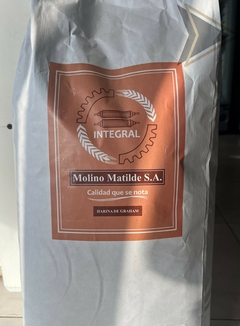 INTEGRAL
Molino Matilde S.A.
Calidad que se nota
HARINA DE GRAHAM